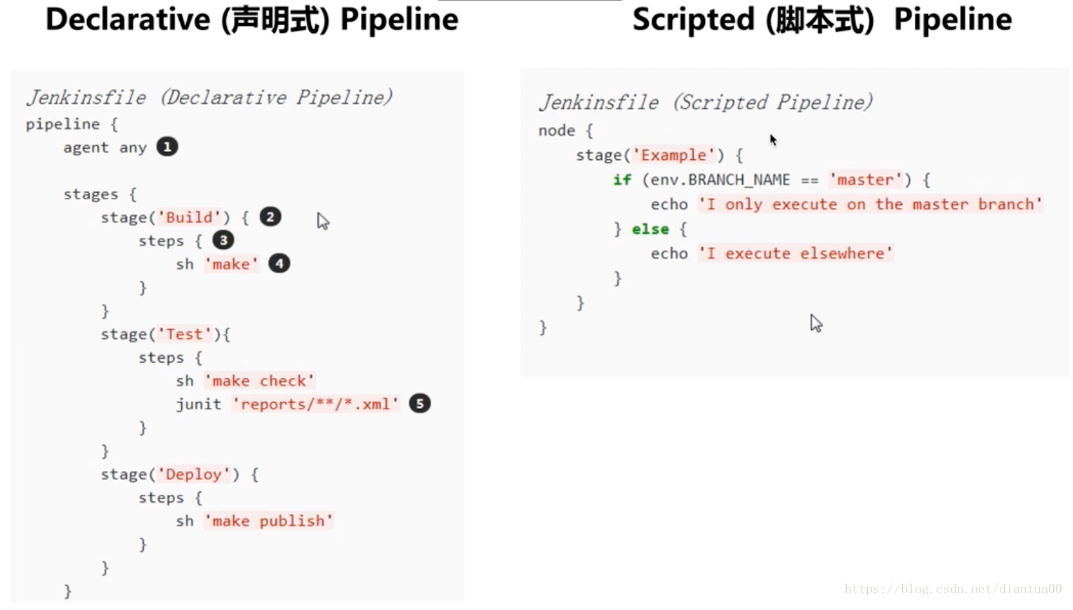 Declarative (声明式) Pipeline
Jenkinsfile (Declarative Pipeline)
pipeline {
    agent any 1
    stages {
        stage('Build') { 2
            steps { 3
                sh 'make' 4
            }
        }
        stage('Test'){
            steps {
                sh 'make check'
                junit 'reports/**/*.xml' 5
            }
        }
        stage('Deploy') {
            steps {
                sh 'make publish'
            }
        }
    }
Scripted (脚本式) Pipeline
Jenkinsfile (Scripted Pipeline)
node {
    stage('Example') {
        if (env.BRANCH_NAME == 'master') {
            echo 'I only execute on the master branch'
        } else {
            echo 'I execute elsewhere'
        }
    }
}
https://blog.csdn.net/diantun00